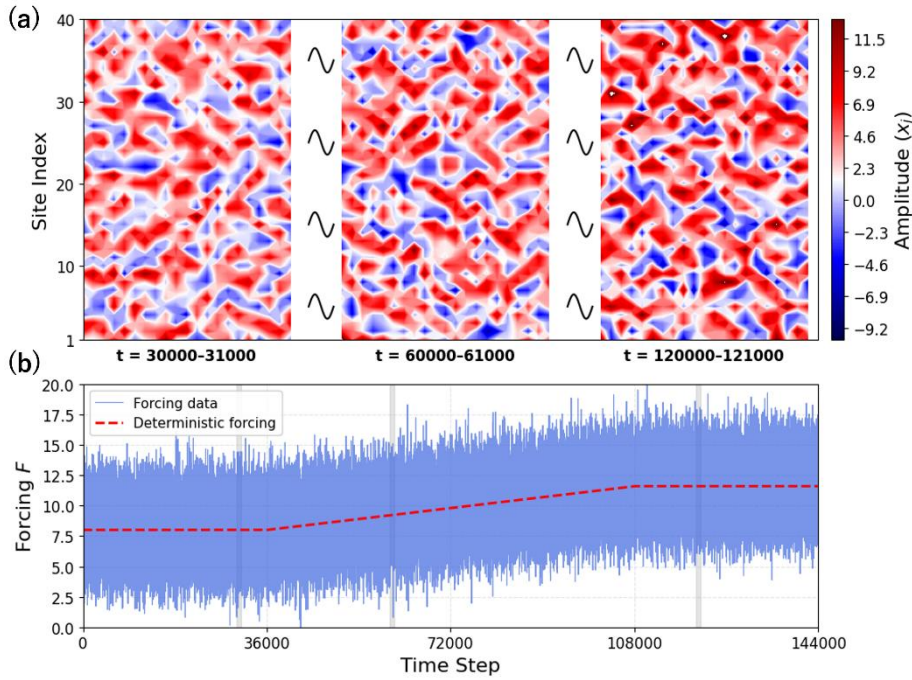 (a)
Site Index
40
30
20
10
1
t = 30000-31000
t = 60000-61000
t = 120000-121000
11.5
9.2
6.9
4.6
2.3
0.0
−2.3
−4.6
−6.9
−9.2
Amplitude (xᵢ)
(b)
Forcing F
20.0
17.5
15.0
12.5
10.0
7.5
5.0
2.5
0.0
Forcing data
Deterministic forcing
0
36000
72000
108000
144000
Time Step